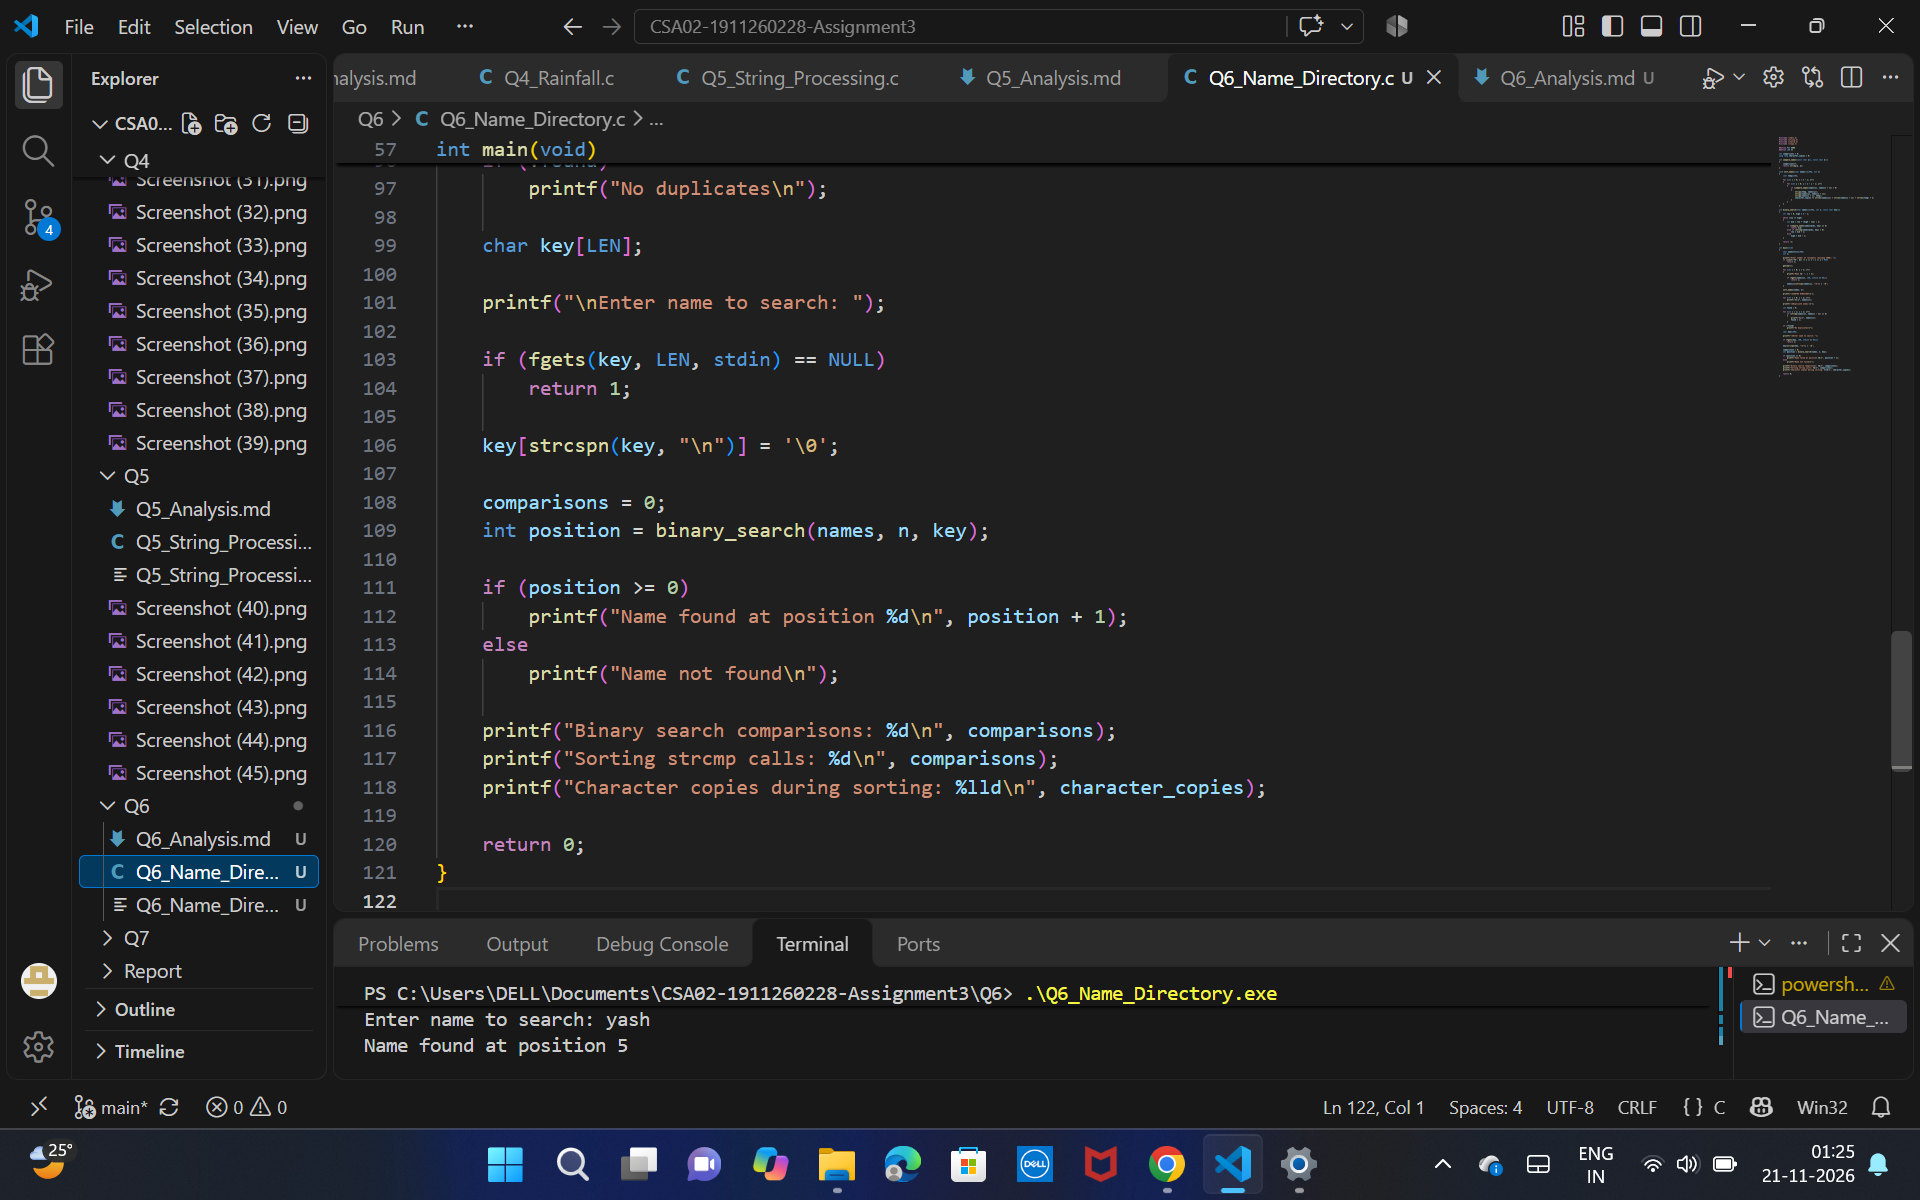 File Edit Selection View Go Run ···
CSA02-1911260228-Assignment3
Explorer ···
CSA0...
Q4
Screenshot (31).png
Screenshot (32).png
Screenshot (33).png
Screenshot (34).png
Screenshot (35).png
Screenshot (36).png
Screenshot (37).png
Screenshot (38).png
Screenshot (39).png
Q5
Q5_Analysis.md
Q5_String_Processi...
Q5_String_Processi...
Screenshot (40).png
Screenshot (41).png
Screenshot (42).png
Screenshot (43).png
Screenshot (44).png
Screenshot (45).png
Q6
Q6_Analysis.md U
Q6_Name_Dire... U
Q6_Name_Dire... U
Q7
Report
Outline
Timeline
4
nalysis.md C Q4_Rainfall.c C Q5_String_Processing.c Q5_Analysis.md C Q6_Name_Directory.c U Q6_Analysis.md U
Q6 > C Q6_Name_Directory.c > ...
57 int main(void)
97 printf("No duplicates\n");
98
99 char key[LEN];
100
101 printf("\nEnter name to search: ");
102
103 if (fgets(key, LEN, stdin) == NULL)
104 return 1;
105
106 key[strcspn(key, "\n")] = '\0';
107
108 comparisons = 0;
109 int position = binary_search(names, n, key);
110
111 if (position >= 0)
112 printf("Name found at position %d\n", position + 1);
113 else
114 printf("Name not found\n");
115
116 printf("Binary search comparisons: %d\n", comparisons);
117 printf("Sorting strcmp calls: %d\n", comparisons);
118 printf("Character copies during sorting: %lld\n", character_copies);
119
120 return 0;
121 }
122
Problems Output Debug Console Terminal Ports
PS C:\Users\DELL\Documents\CSA02-1911260228-Assignment3\Q6> .\Q6_Name_Directory.exe
Enter name to search: yash
Name found at position 5
powersh...
Q6_Name_...
main* 0 0
Ln 122, Col 1 Spaces: 4 UTF-8 CRLF {} C Win32
25°
DELL
ENG
IN
01:25
21-11-2026